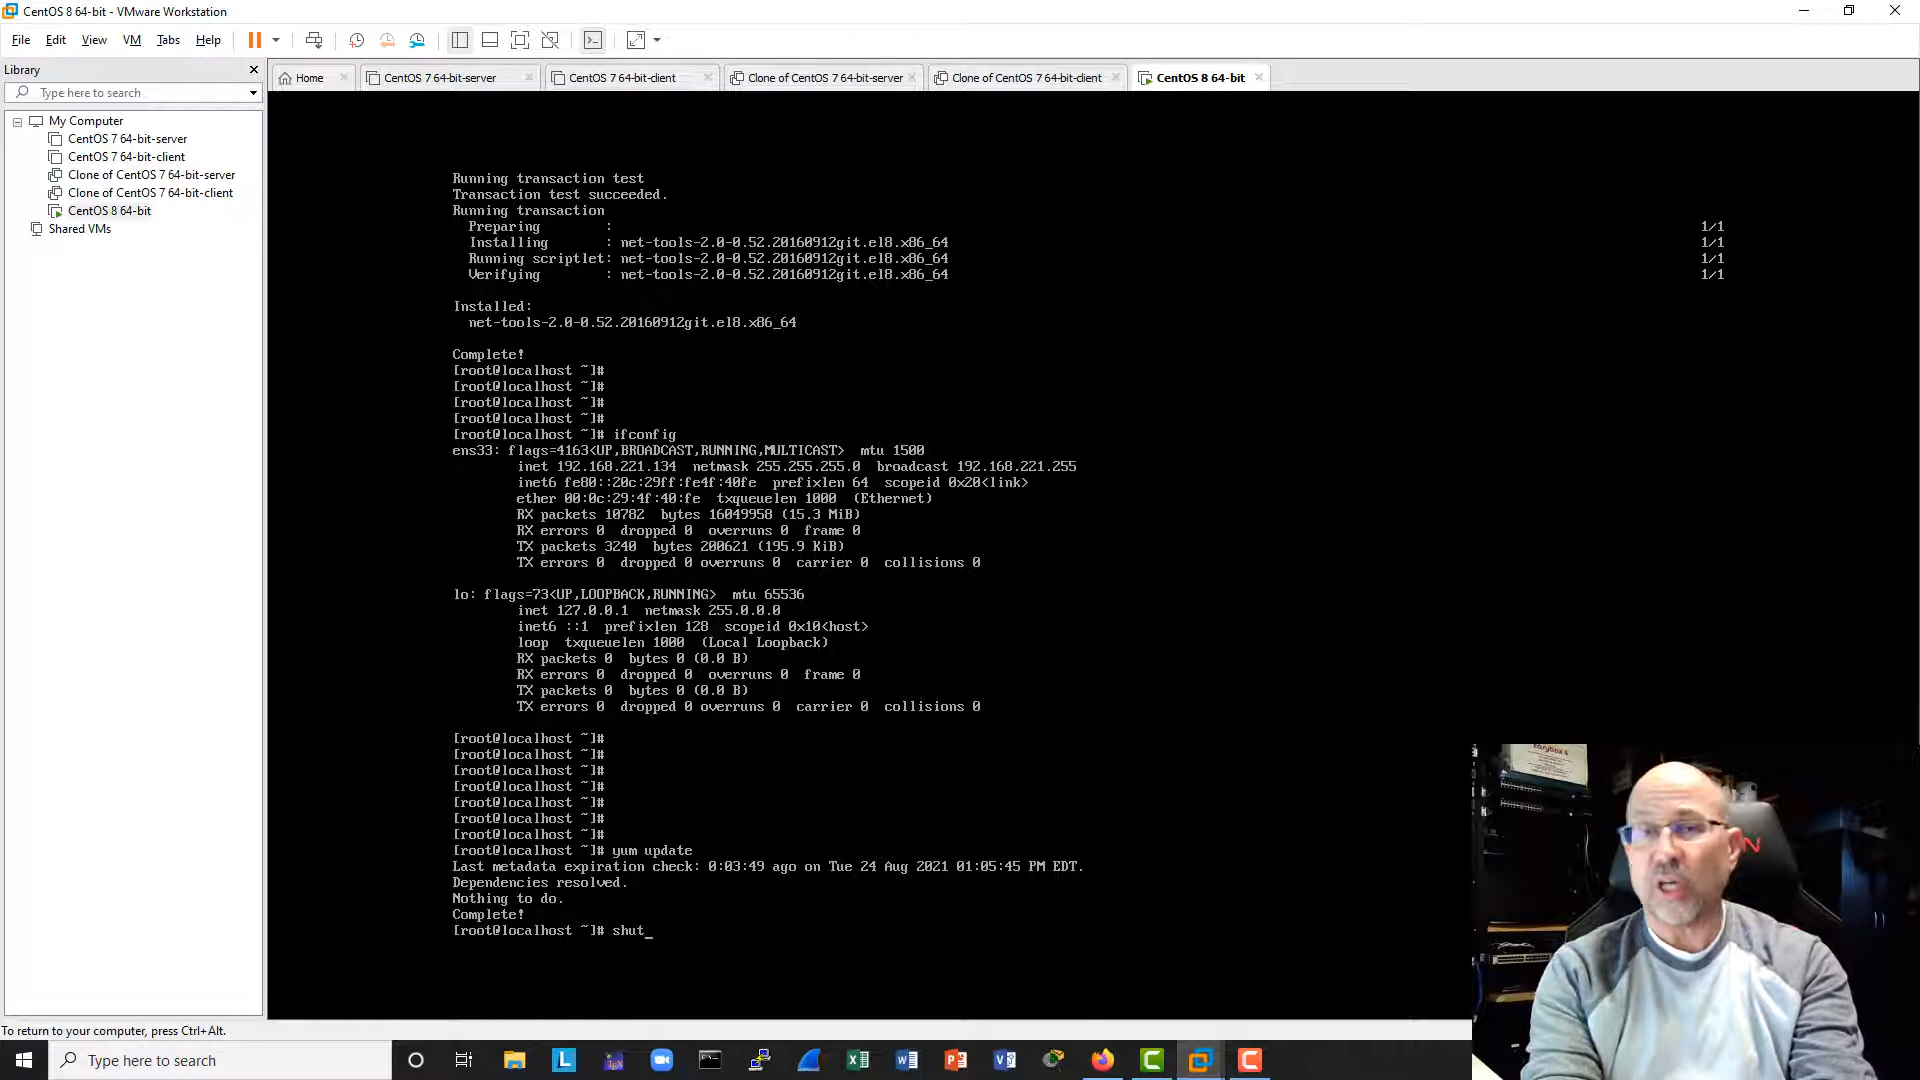 CentOS 8 64-bit - VMware Workstation
File Edit View VM Tabs Help
Library
Type here to search
Home
CentOS 7 64-bit-server
CentOS 7 64-bit-client
Clone of CentOS 7 64-bit-server
Clone of CentOS 7 64-bit-client
CentOS 8 64-bit
My Computer
CentOS 7 64-bit-server
CentOS 7 64-bit-client
Clone of CentOS 7 64-bit-server
Clone of CentOS 7 64-bit-client
CentOS 8 64-bit
Shared VMs
Running transaction test
Transaction test succeeded.
Running transaction
Preparing : 1/1
Installing : net-tools-2.0-0.52.20160912git.el8.x86_64 1/1
Running scriptlet: net-tools-2.0-0.52.20160912git.el8.x86_64 1/1
Verifying : net-tools-2.0-0.52.20160912git.el8.x86_64 1/1
Installed:
net-tools-2.0-0.52.20160912git.el8.x86_64
Complete!
[root@localhost ~]#
[root@localhost ~]#
[root@localhost ~]#
[root@localhost ~]#
[root@localhost ~]# ifconfig
ens33: flags=4163<UP,BROADCAST,RUNNING,MULTICAST> mtu 1500
inet 192.168.221.134 netmask 255.255.255.0 broadcast 192.168.221.255
inet6 fe80::20c:29ff:fe4f:40fe prefixlen 64 scopeid 0x20<link>
ether 00:0c:29:4f:40:fe txqueuelen 1000 (Ethernet)
RX packets 10782 bytes 16049958 (15.3 MiB)
RX errors 0 dropped 0 overruns 0 frame 0
TX packets 3240 bytes 200621 (195.9 KiB)
TX errors 0 dropped 0 overruns 0 carrier 0 collisions 0
lo: flags=73<UP,LOOPBACK,RUNNING> mtu 65536
inet 127.0.0.1 netmask 255.0.0.0
inet6 ::1 prefixlen 128 scopeid 0x10<host>
loop txqueuelen 1000 (Local Loopback)
RX packets 0 bytes 0 (0.0 B)
RX errors 0 dropped 0 overruns 0 frame 0
TX packets 0 bytes 0 (0.0 B)
TX errors 0 dropped 0 overruns 0 carrier 0 collisions 0
[root@localhost ~]#
[root@localhost ~]#
[root@localhost ~]#
[root@localhost ~]#
[root@localhost ~]#
[root@localhost ~]#
[root@localhost ~]#
[root@localhost ~]# yum update
Last metadata expiration check: 0:03:49 ago on Tue 24 Aug 2021 01:05:45 PM EDT.
Dependencies resolved.
Nothing to do.
Complete!
[root@localhost ~]# shut_
To return to your computer, press Ctrl+Alt.
Type here to search